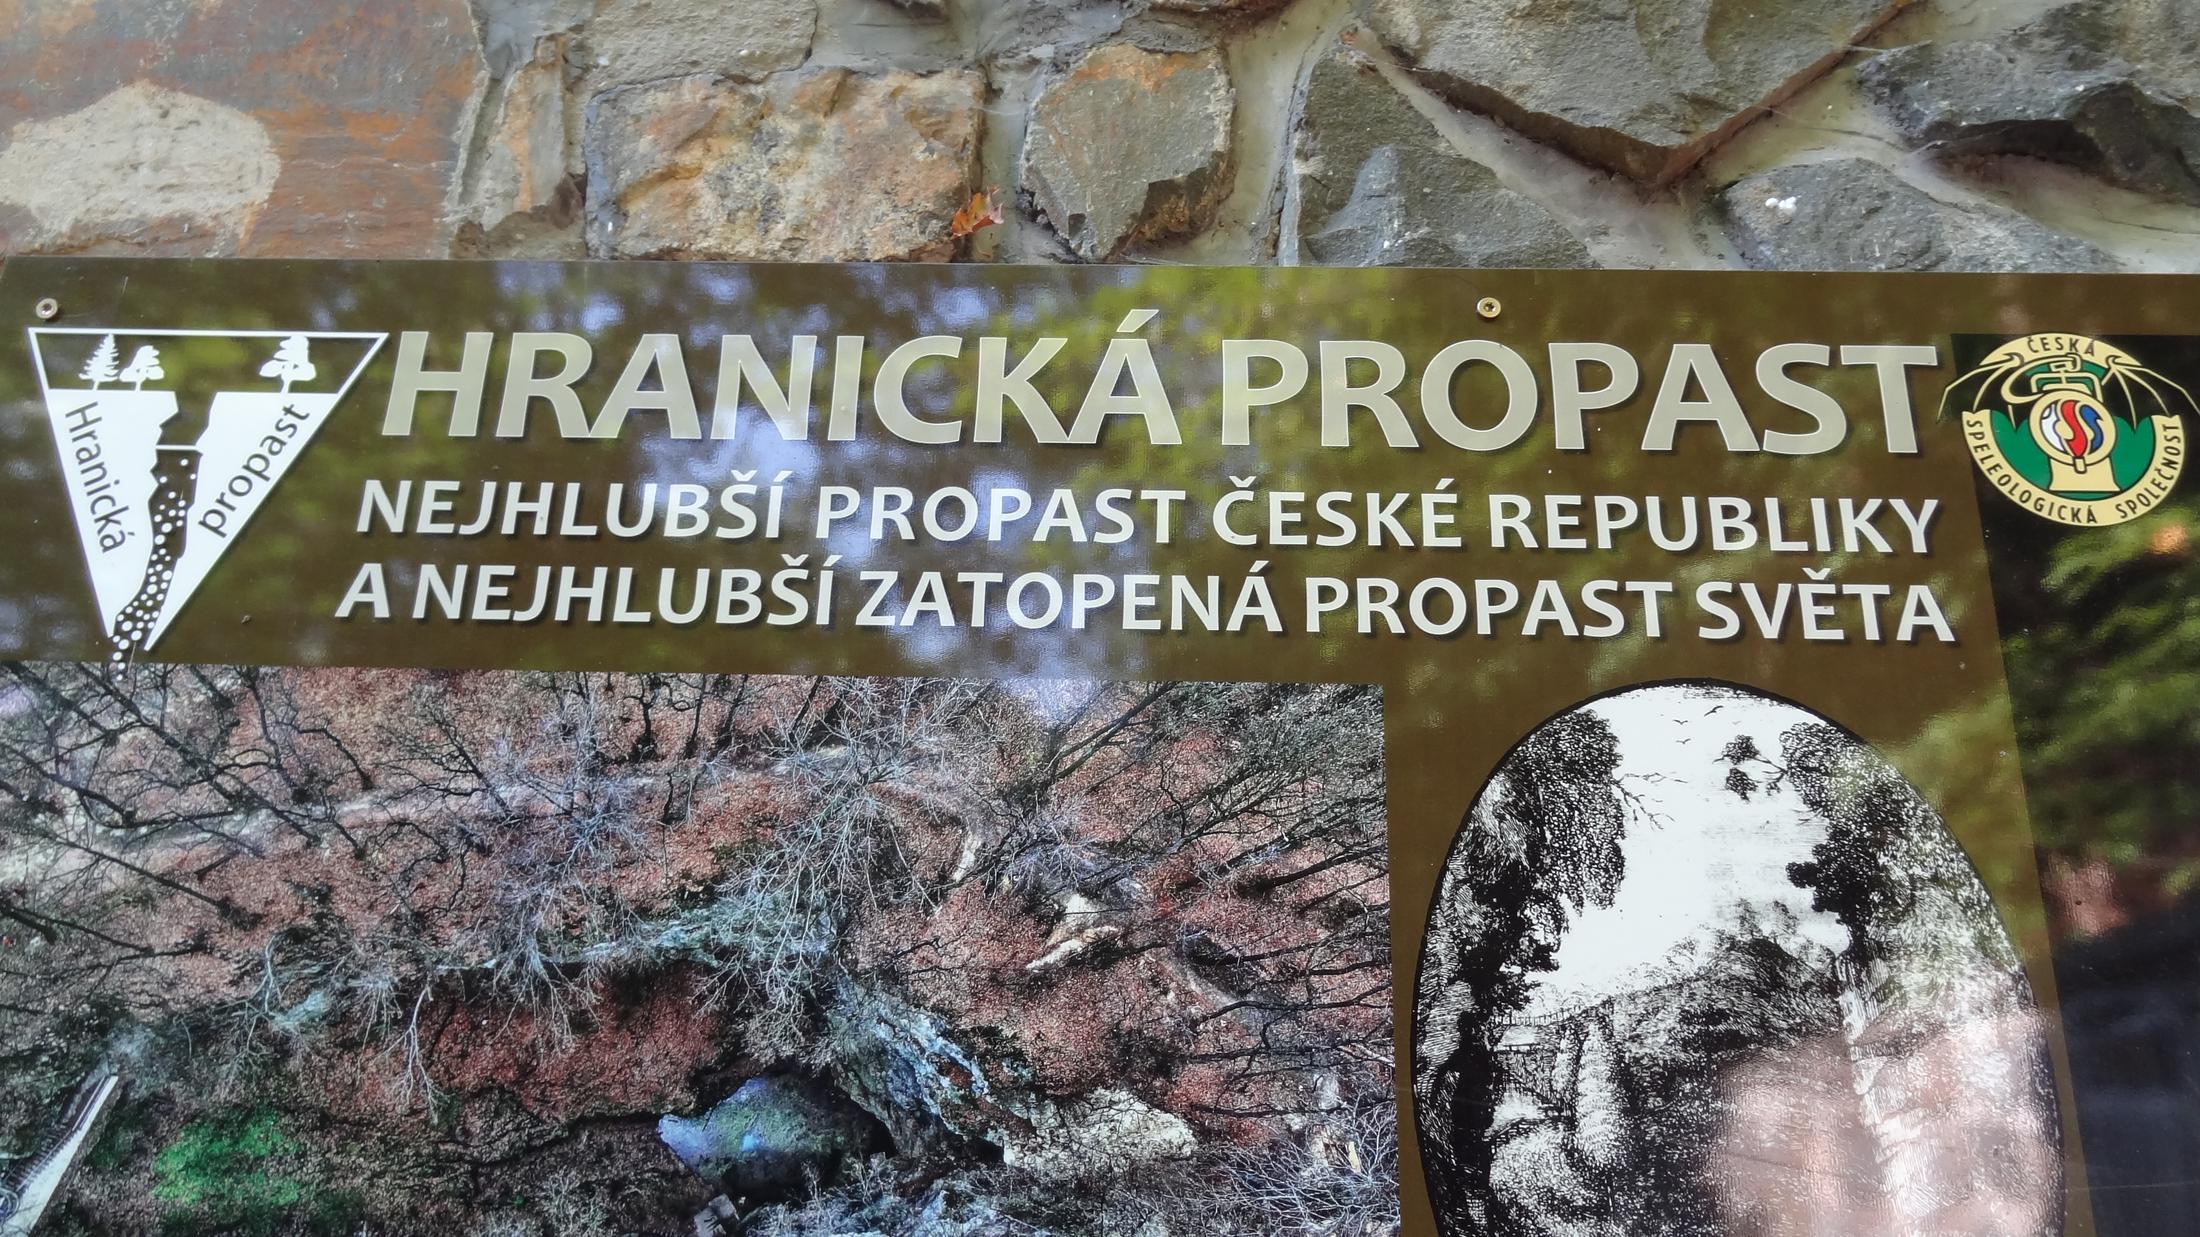 Hranická
propast
HRANICKÁ PROPAST
NEJHLUBŠÍ PROPAST ČESKÉ REPUBLIKY
A NEJHLUBŠÍ ZATOPENÁ PROPAST SVĚTA
ČESKÁ
SPELEOLOGICKÁ SPOLEČNOST